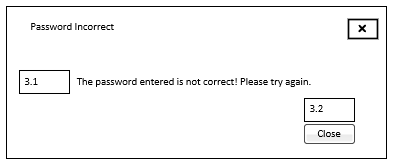 Password Incorrect
3.1 The password entered is not correct! Please try again.
3.2
Close